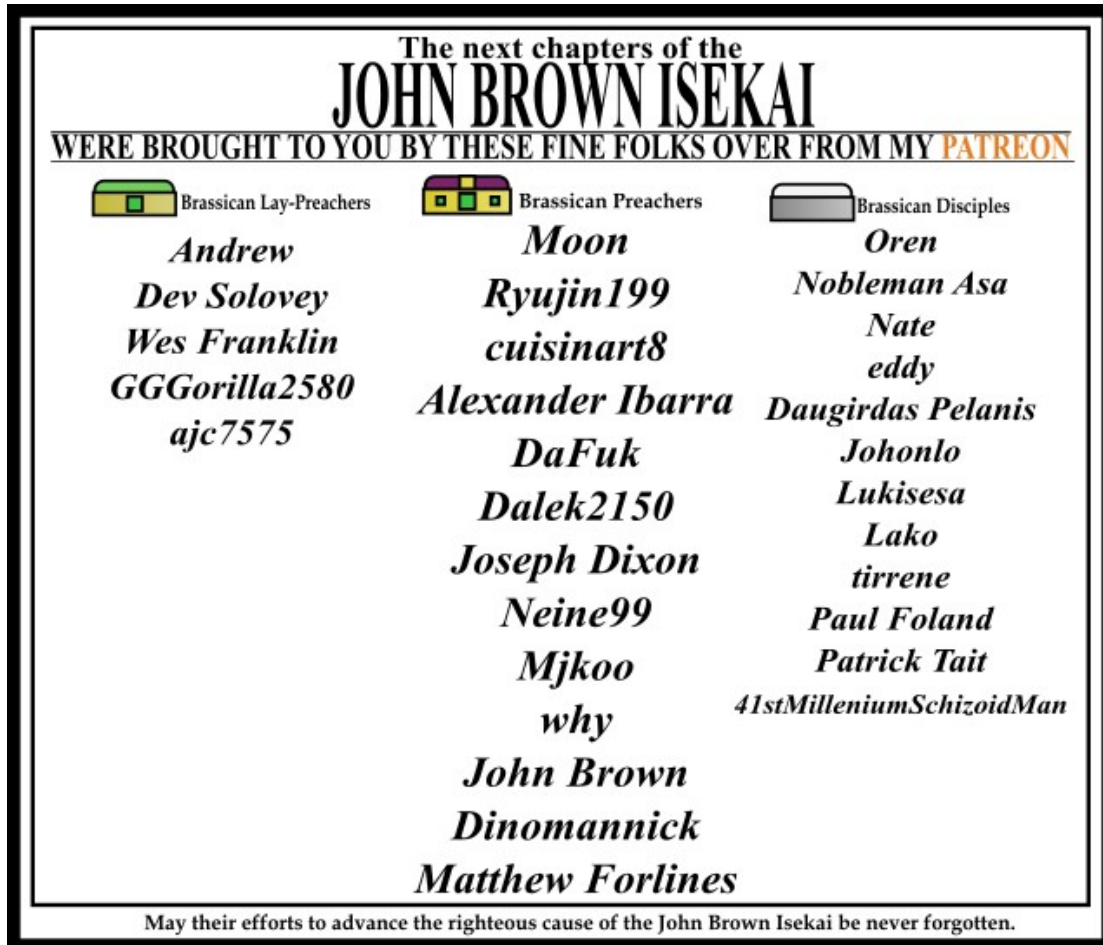 The next chapters of the
JOHN BROWN ISEKAI
WERE BROUGHT TO YOU BY THESE FINE FOLKS OVER FROM MY PATREON
Brassican Lay-Preachers
Andrew
Dev Solovey
Wes Franklin
GGGorilla2580
ajc7575
Brassican Preachers
Moon
Ryujin199
cuisinart8
Alexander Ibarra
DaFuk
Dalek2150
Joseph Dixon
Neine99
Mjkoo
why
John Brown
Dinomannick
Matthew Forlines
Brassican Disciples
Oren
Nobleman Asa
Nate
eddy
Daugirdas Pelanis
Johonlo
Lukisesa
Lako
tirrene
Paul Foland
Patrick Tait
41stMilleniumSchizoidMan
May their efforts to advance the righteous cause of the John Brown Isekai be never forgotten.